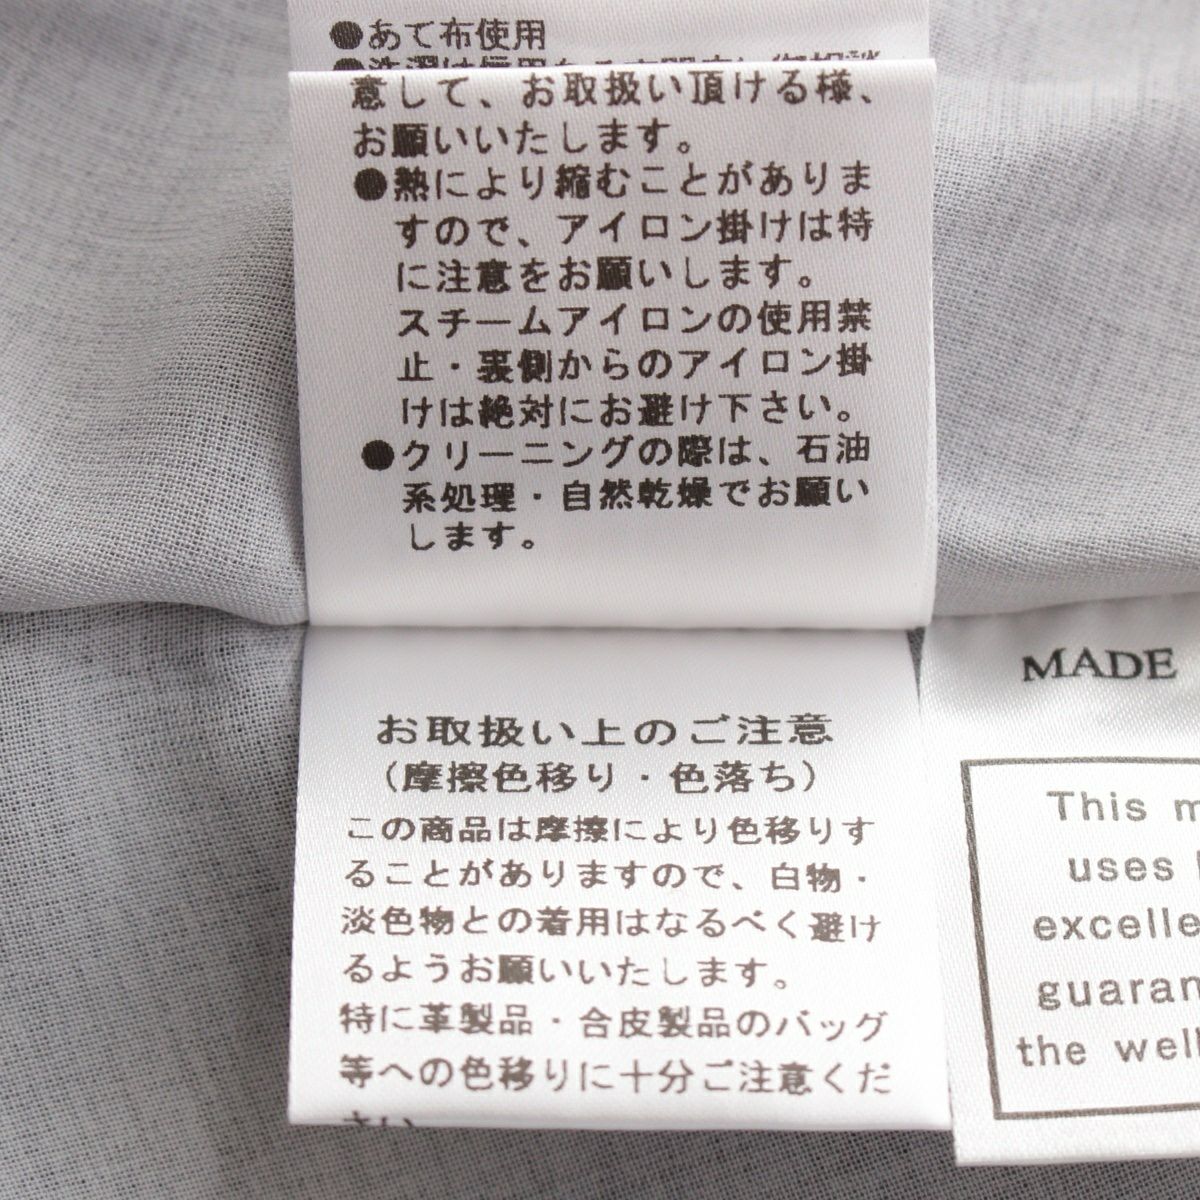 ●あて布使用
意して、お取扱い頂ける様、
お願いいたします。
●熱により縮むことがありま
すので、アイロン掛けは特
に注意をお願いします。
スチームアイロンの使用禁
止・裏側からのアイロン掛
けは絶対にお避け下さい。
●クリーニングの際は、石油
系処理・自然乾燥でお願い
します。
お取扱い上のご注意
(摩擦色移り・色落ち)
この商品は摩擦により色移りす
ることがありますので、白物・
淡色物との着用はなるべく避け
るようお願いいたします。
特に革製品・合皮製品のバッグ
等への色移りに十分ご注意くだ
さい
MADE
This m
uses
excelle
guaran
the well